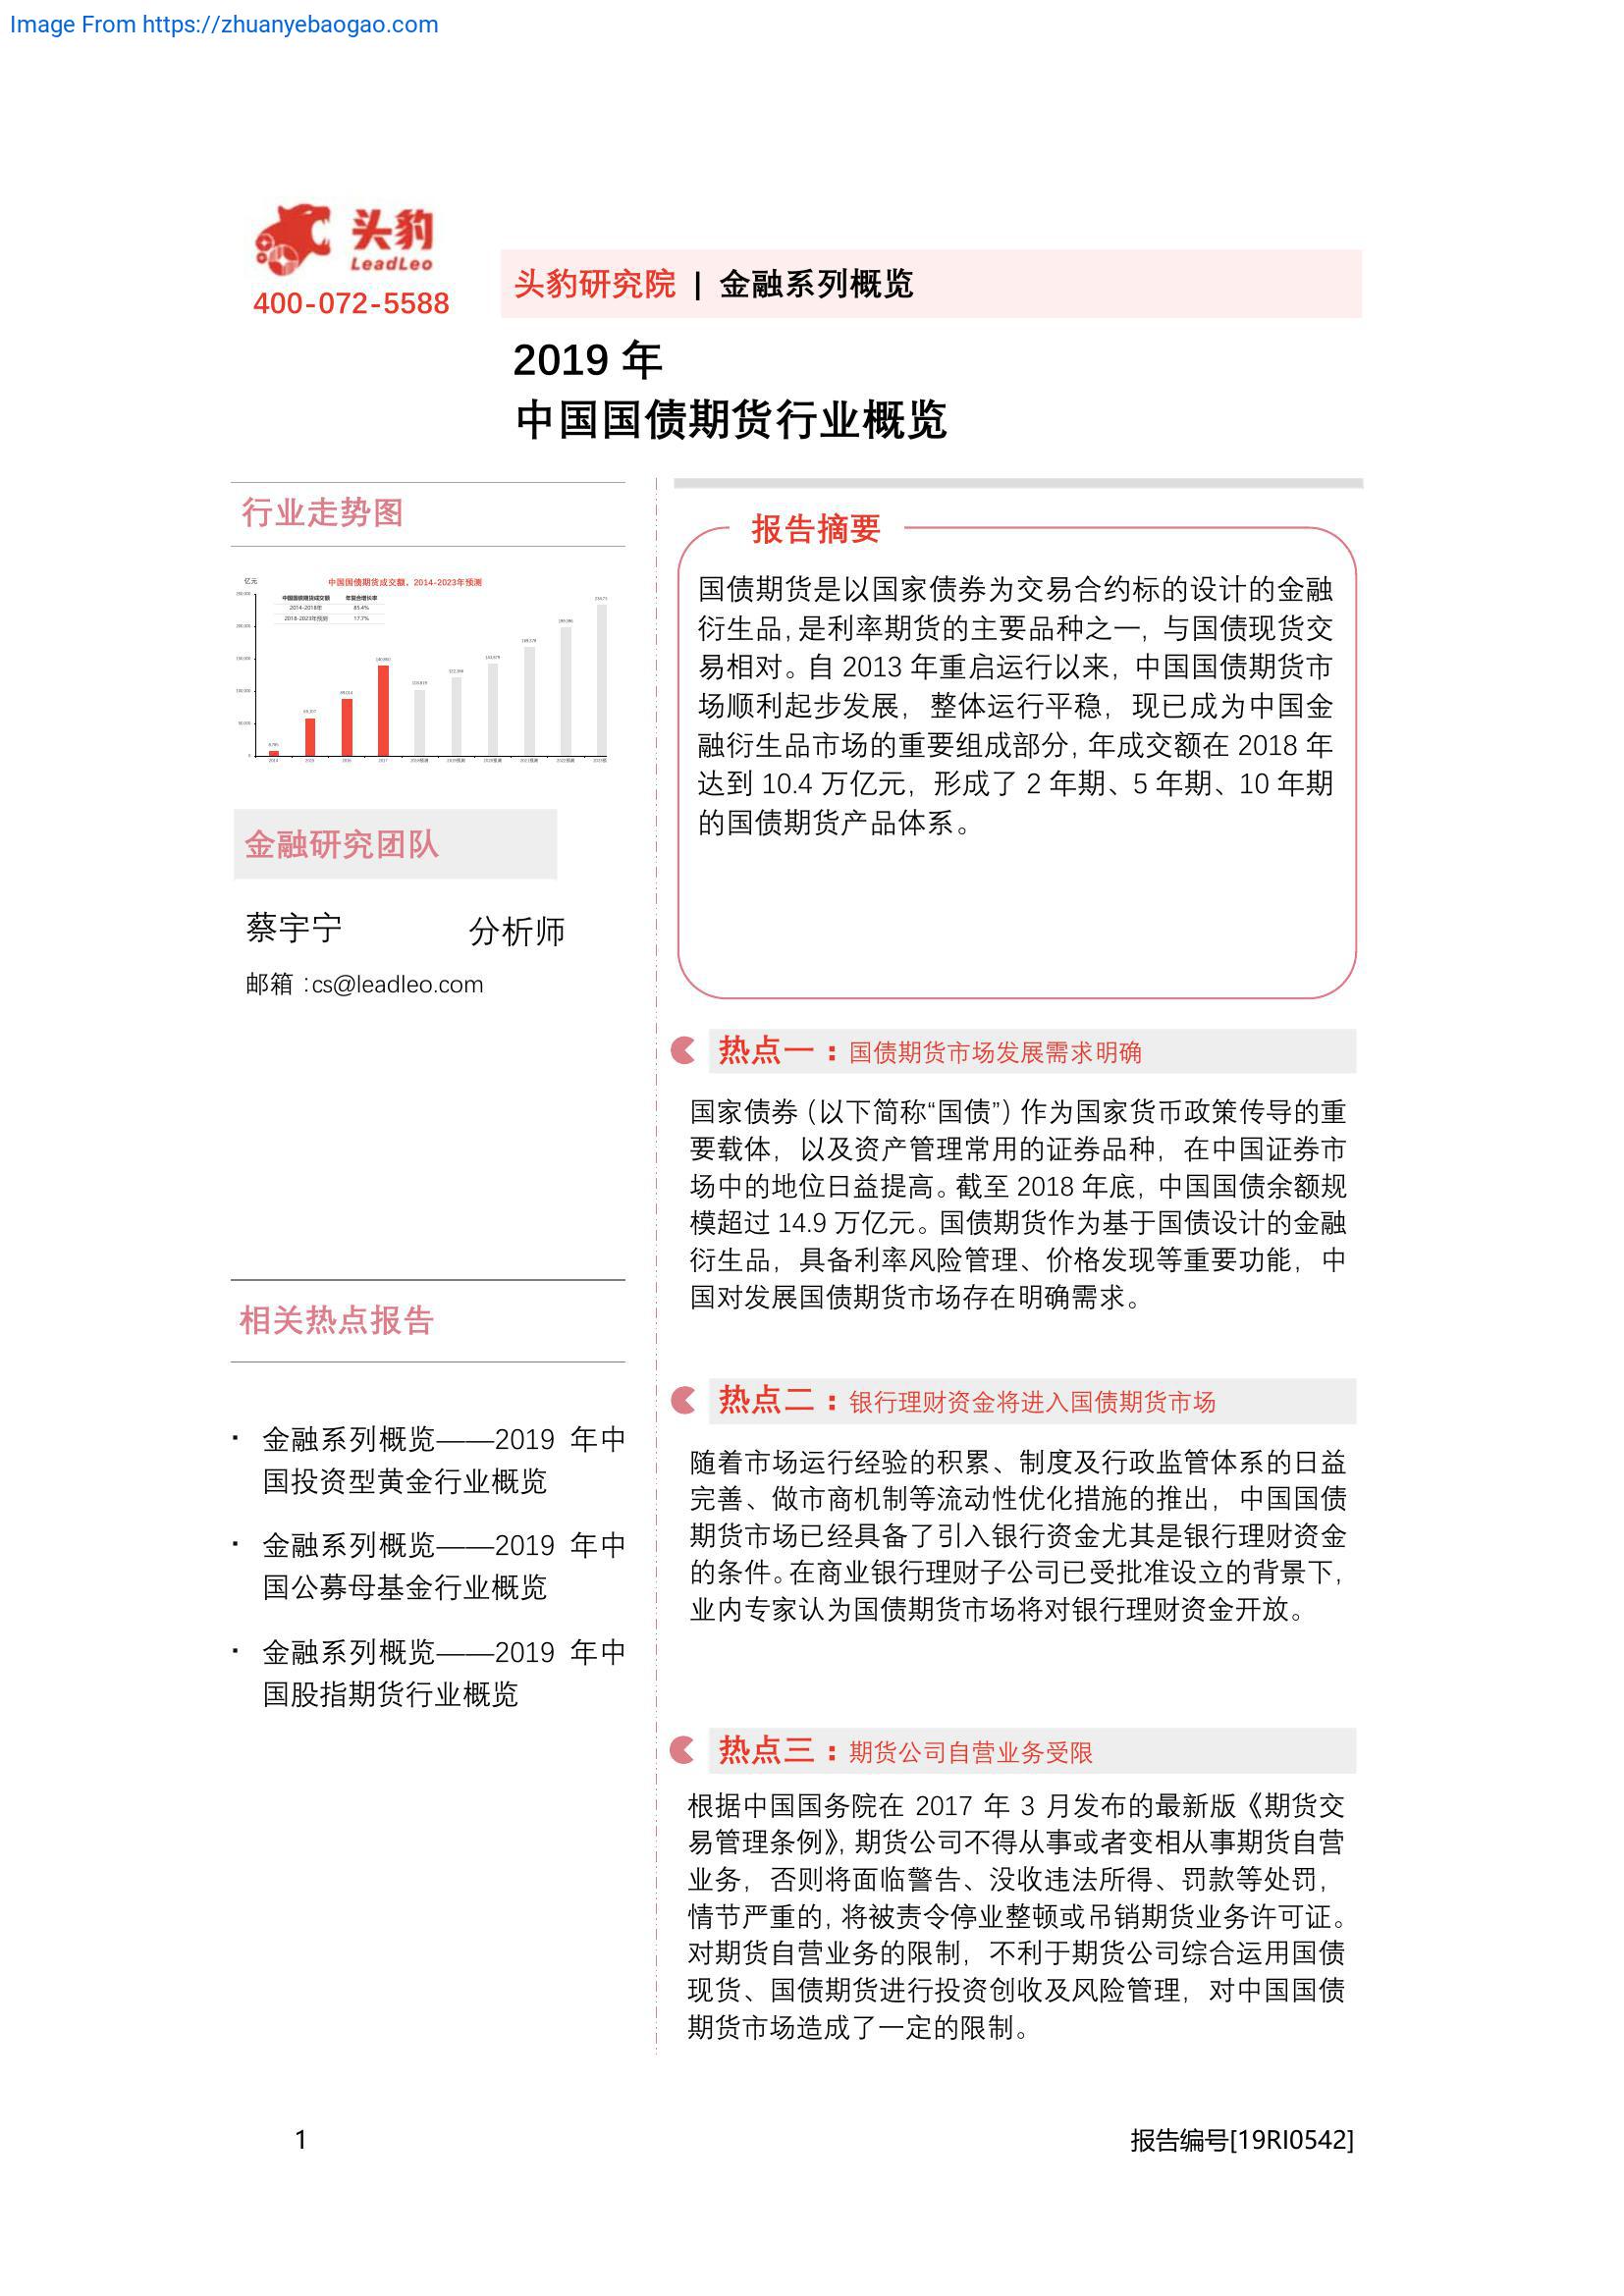 Image From https://zhuanyebaogao.com
头豹
LeadLeo
400-072-5588
头豹研究院 | 金融系列概览
2019 年
中国国债期货行业概览
行业走势图
亿元
中国国债期货成交额，2014-2023年预测
中国国债期货成交额 年复合增长率
2014-2018年 85.4%
2018-2023年预测 17.7%
金融研究团队
蔡宇宁 分析师
邮箱 :cs@leadleo.com
相关热点报告
· 金融系列概览——2019 年中
国投资型黄金行业概览
· 金融系列概览——2019 年中
国公募母基金行业概览
· 金融系列概览——2019 年中
国股指期货行业概览
报告摘要
国债期货是以国家债券为交易合约标的设计的金融
衍生品，是利率期货的主要品种之一，与国债现货交
易相对。自 2013 年重启运行以来，中国国债期货市
场顺利起步发展，整体运行平稳，现已成为中国金
融衍生品市场的重要组成部分，年成交额在 2018 年
达到 10.4 万亿元，形成了 2 年期、5 年期、10 年期
的国债期货产品体系。
热点一：国债期货市场发展需求明确
国家债券（以下简称“国债”）作为国家货币政策传导的重
要载体，以及资产管理常用的证券品种，在中国证券市
场中的地位日益提高。截至 2018 年底，中国国债余额规
模超过 14.9 万亿元。国债期货作为基于国债设计的金融
衍生品，具备利率风险管理、价格发现等重要功能，中
国对发展国债期货市场存在明确需求。
热点二：银行理财资金将进入国债期货市场
随着市场运行经验的积累、制度及行政监管体系的日益
完善、做市商机制等流动性优化措施的推出，中国国债
期货市场已经具备了引入银行资金尤其是银行理财资金
的条件。在商业银行理财子公司已受批准设立的背景下，
业内专家认为国债期货市场将对银行理财资金开放。
热点三：期货公司自营业务受限
根据中国国务院在 2017 年 3 月发布的最新版《期货交
易管理条例》，期货公司不得从事或者变相从事期货自营
业务，否则将面临警告、没收违法所得、罚款等处罚，
情节严重的，将被责令停业整顿或吊销期货业务许可证。
对期货自营业务的限制，不利于期货公司综合运用国债
现货、国债期货进行投资创收及风险管理，对中国国债
期货市场造成了一定的限制。
1
报告编号[19RI0542]